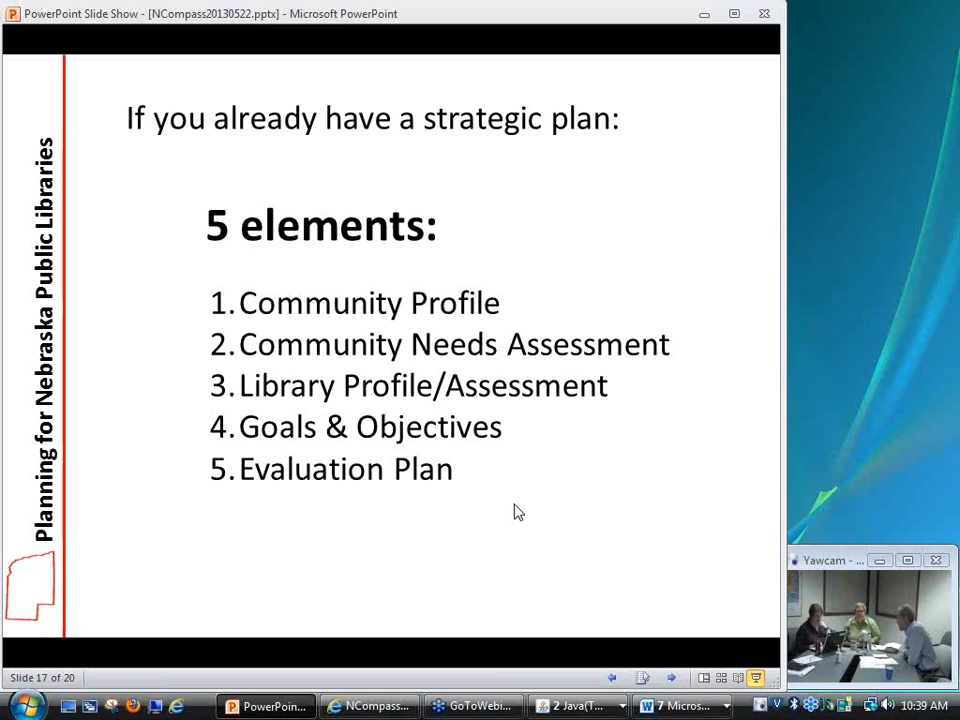 PowerPoint Slide Show - [NCompass20130522.pptx] - Microsoft PowerPoint
If you already have a strategic plan:
5 elements:
1.Community Profile
2.Community Needs Assessment
3.Library Profile/Assessment
4.Goals & Objectives
5.Evaluation Plan
Planning for Nebraska Public Libraries
Yawcam - ...
Slide 17 of 20
PowerPoin...
NCompass...
GoToWebi...
2 Java(T...
7 Micros...
10:39 AM